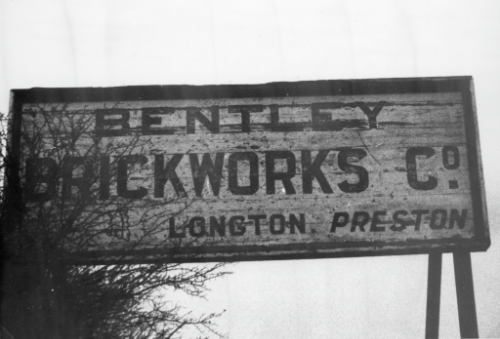 BENTLEY
BRICKWORKS Cº.
LONGTON. PRESTON